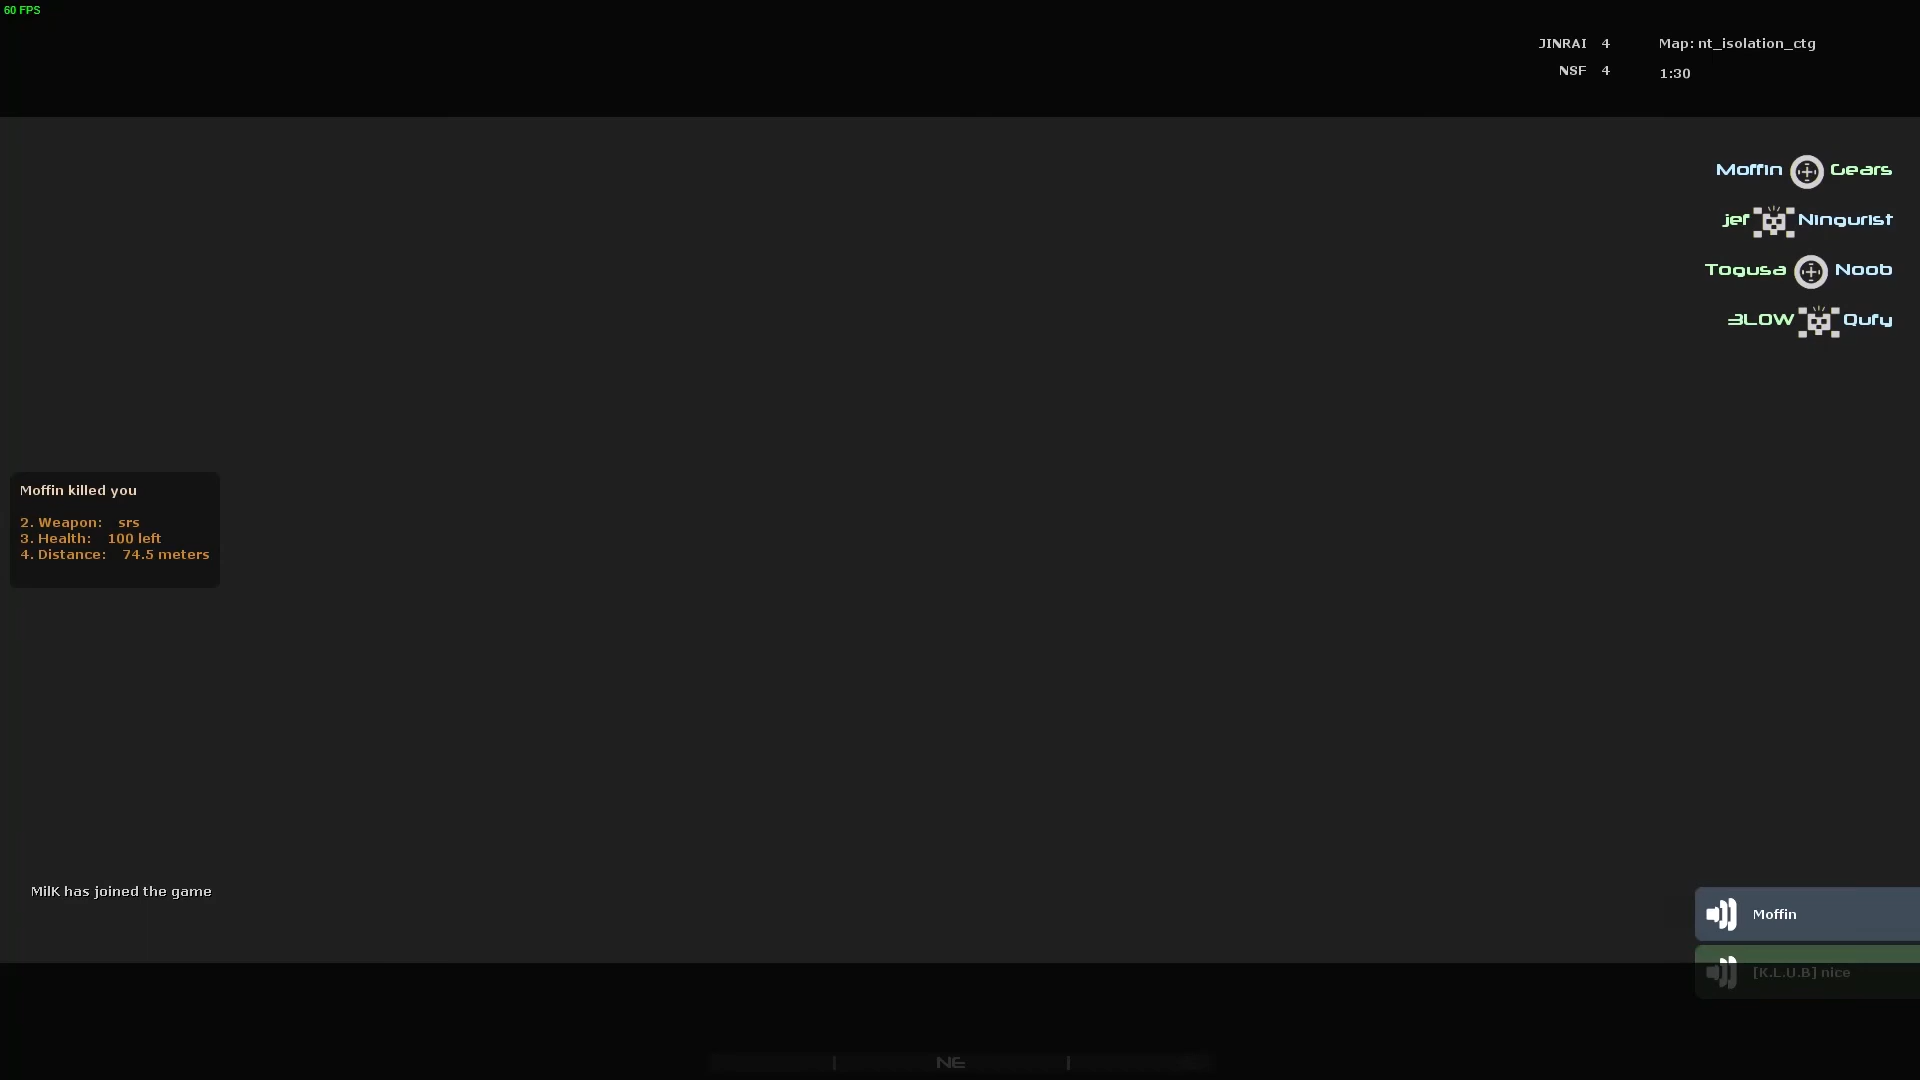 60 FPS
JINRAI 4
NSF 4
Map: nt_isolation_ctg
1:30
Moffin Gears
jef Ningurist
Togusa Noob
3LOW Qufy
Moffin killed you
2. Weapon: srs
3. Health: 100 left
4. Distance: 74.5 meters
MilK has joined the game
Moffin
[K.L.U.B] nice
NE